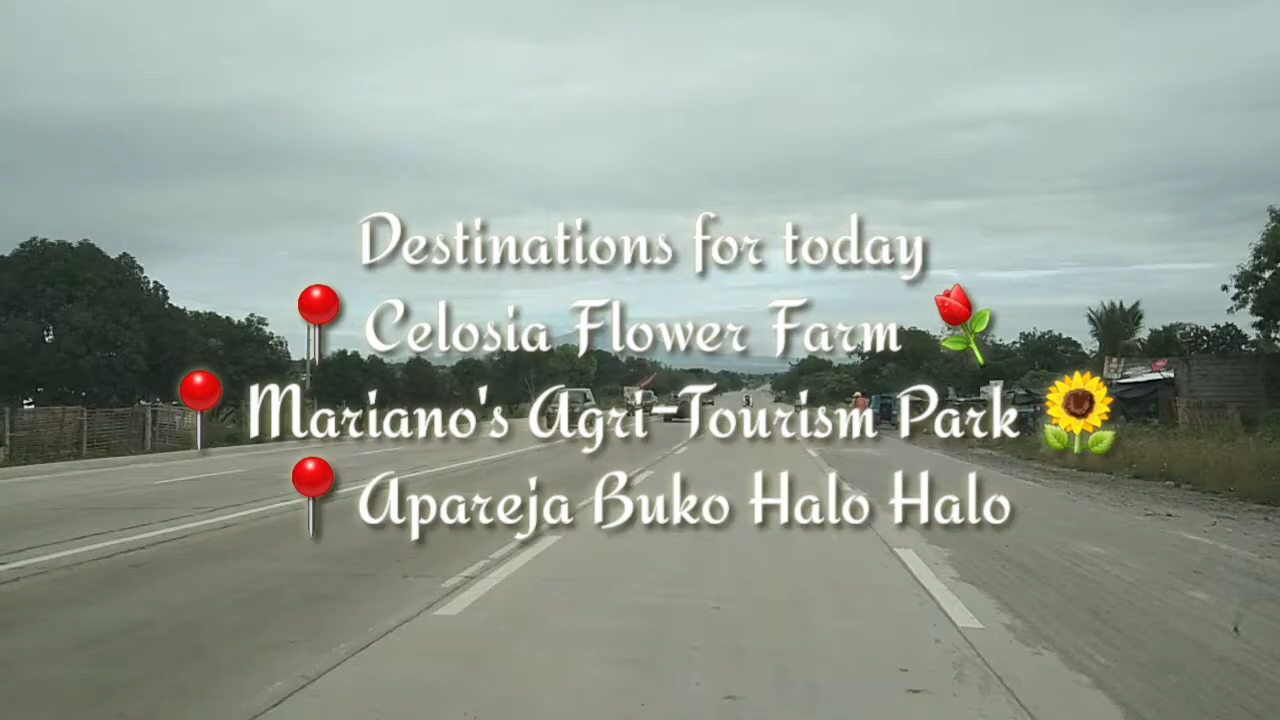 Destinations for today
📍 Celosia Flower Farm 🌷
📍 Mariano's Agri-Tourism Park 🌻
📍 Apareja Buko Halo Halo